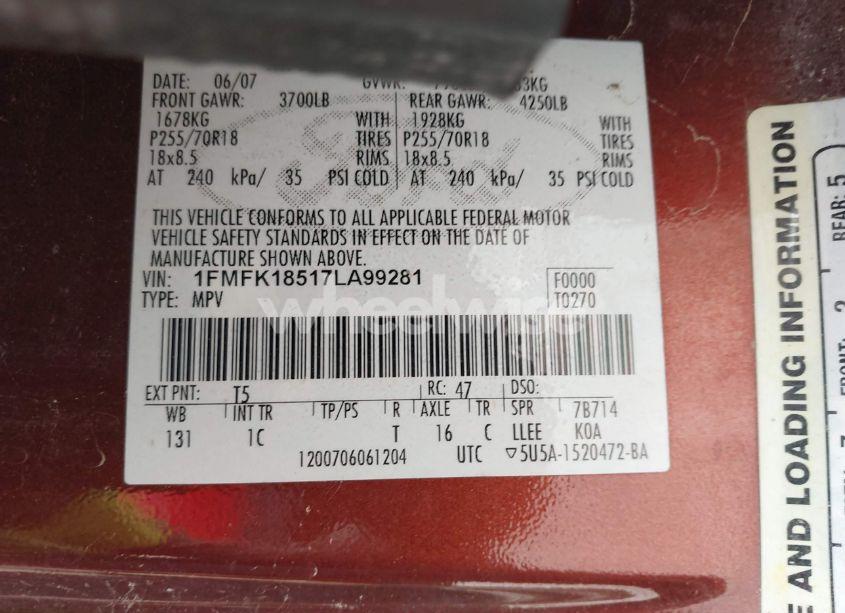 DATE: 06/07 GVWR: 3KG
FRONT GAWR: 3700LB REAR GAWR: 4250LB
1678KG WITH 1928KG WITH
P255/70R18 TIRES P255/70R18 TIRES
18x8.5 RIMS 18x8.5 RIMS
AT 240 kPa/ 35 PSI COLD AT 240 kPa/ 35 PSI COLD
Ford
THIS VEHICLE CONFORMS TO ALL APPLICABLE FEDERAL MOTOR
VEHICLE SAFETY STANDARDS IN EFFECT ON THE DATE OF
MANUFACTURE SHOWN ABOVE.
VIN: 1FMFK18517LA99281 F0000
TYPE: MPV T0270
wheelwise
EXT PNT: T5 RC: 47 DSO:
WB INT TR TP/PS R AXLE TR SPR 7B714
131 1C T 16 C LLEE K0A
1200706061204 UTC ▽5U5A-1520472-BA
E AND LOADING INFORMATION
REAR: 5